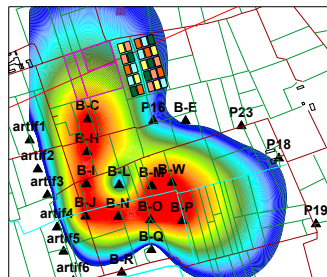 B-C
P16
B-E
P23
artif1
B-H
artif2
P18
B-I
B-L
B-M
B-W
artif3
B-J
B-N
B-O
B-P
P19
artif4
artif5
B-Q
artif6
B-R